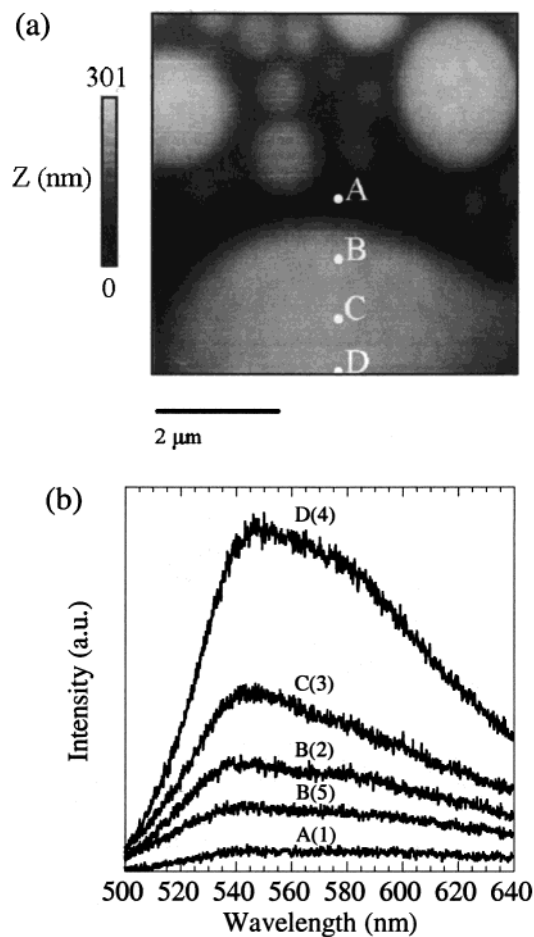 (a)
301
Z (nm)
0
A
B
C
D
2 μm
(b)
D(4)
C(3)
B(2)
B(5)
A(1)
Intensity (a.u.)
500 520 540 560 580 600 620 640
Wavelength (nm)